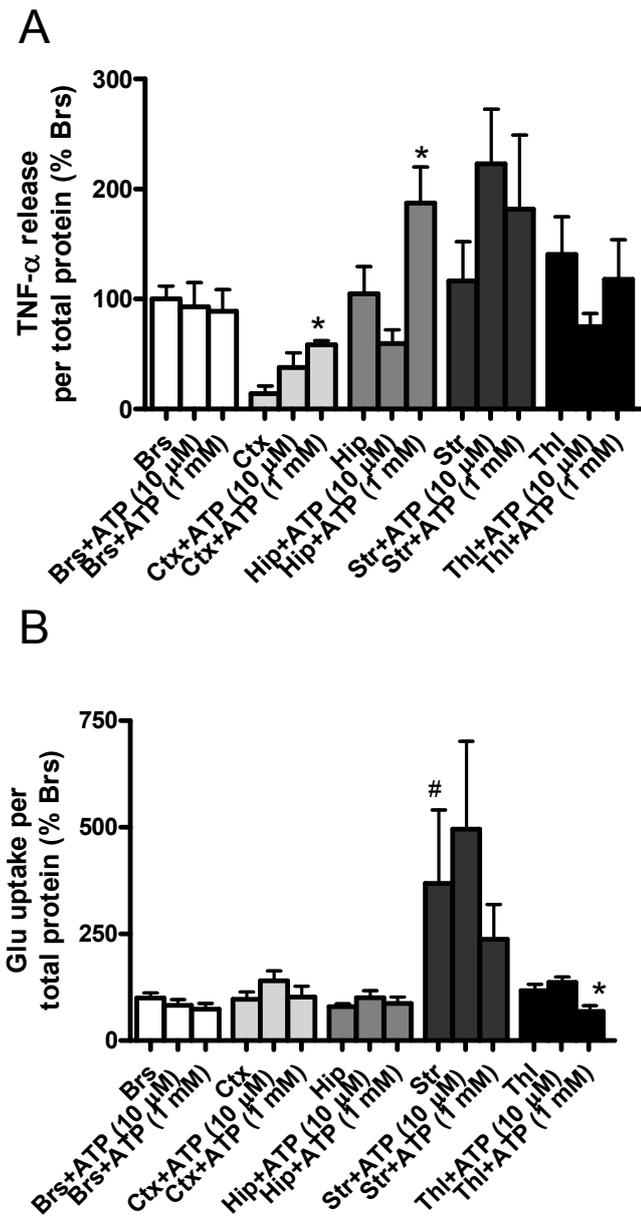 A
TNF-α release
per total protein (% Brs)
300
200
100
0
*
*
Brs
Brs+ATP (10 µM)
Brs+ATP (1 mM)
Ctx
Ctx+ATP (10 µM)
Ctx+ATP (1 mM)
Hip
Hip+ATP (10 µM)
Hip+ATP (1 mM)
Str
Str+ATP (10 µM)
Str+ATP (1 mM)
Thl
Thl+ATP (10 µM)
Thl+ATP (1 mM)
B
Glu uptake per
total protein (% Brs)
750
500
250
0
#
*
Brs
Brs+ATP (10 µM)
Brs+ATP (1 mM)
Ctx
Ctx+ATP (10 µM)
Ctx+ATP (1 mM)
Hip
Hip+ATP (10 µM)
Hip+ATP (1 mM)
Str
Str+ATP (10 µM)
Str+ATP (1 mM)
Thl
Thl+ATP (10 µM)
Thl+ATP (1 mM)